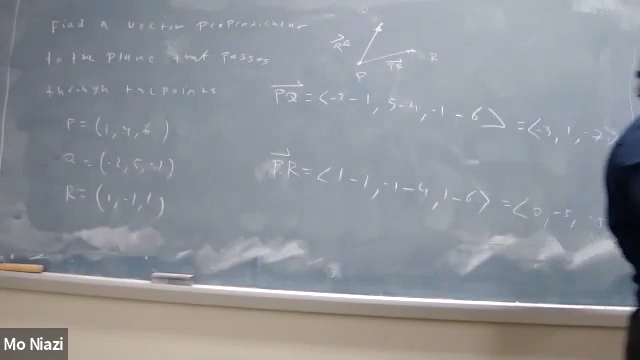 Find a vector perpendicular
to the plane that passes
through the points
P = (1, 4, 6)
Q = (-2, 5, -1)
R = (1, -1, 1)
P
R
PQ = <-2-1, 5-4, -1-6> = <-3, 1, -7>
PR = <1-1, -1-4, 1-6> = <0, -5, -5
Mo Niazi